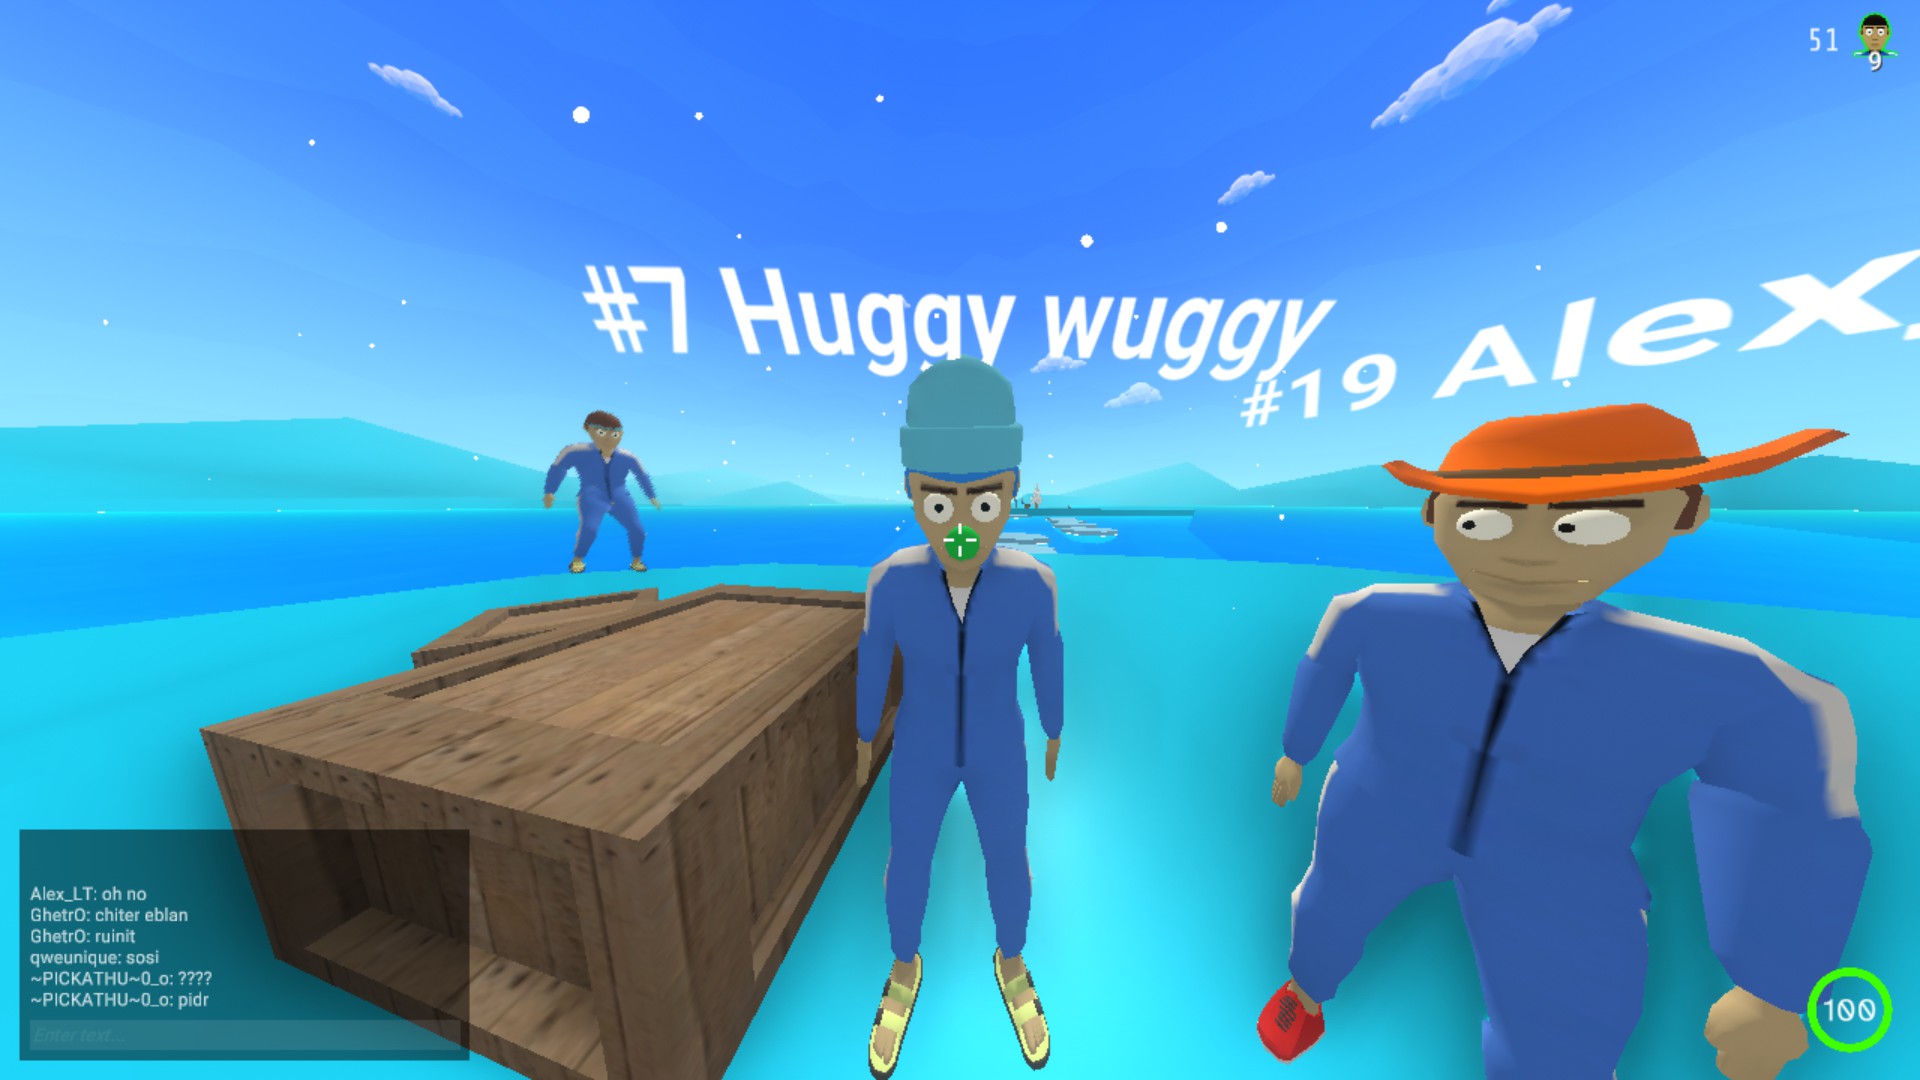 51
9
#7 Huggy wuggy
#19 Alex_
Alex_LT: oh no
GhetrO: chiter eblan
GhetrO: ruinit
qweunique: sosi
~PICKATHU~0_o: ????
~PICKATHU~0_o: pidr
Enter text...
100